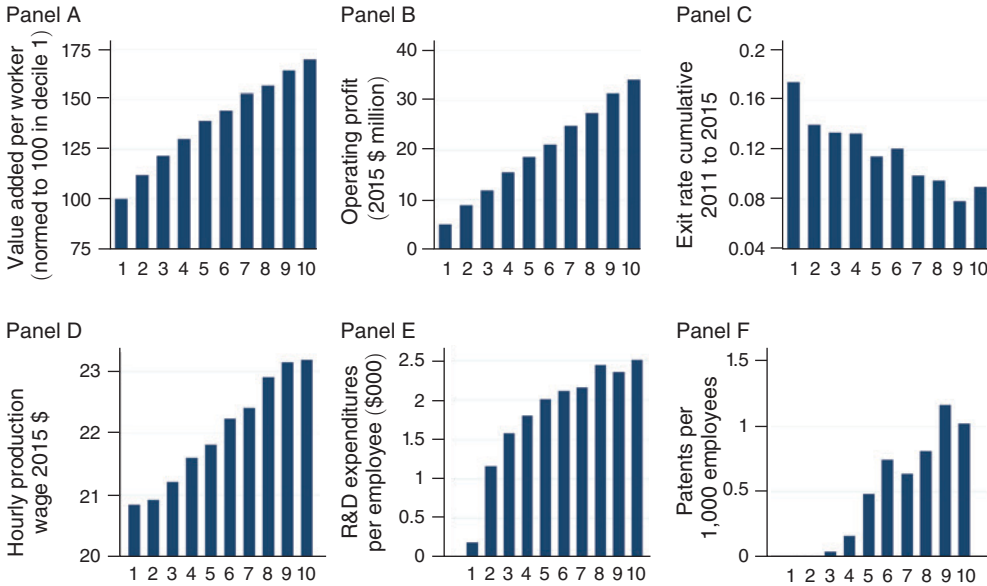 Panel A
Value added per worker
(normed to 100 in decile 1)
175
150
125
100
75
1 2 3 4 5 6 7 8 9 10
Panel B
Operating profit
(2015 $ million)
40
30
20
10
0
1 2 3 4 5 6 7 8 9 10
Panel C
Exit rate cumulative
2011 to 2015
0.2
0.16
0.12
0.08
0.04
1 2 3 4 5 6 7 8 9 10
Panel D
Hourly production
wage 2015 $
23
22
21
20
1 2 3 4 5 6 7 8 9 10
Panel E
R&D expenditures
per employee ($000)
2.5
2
1.5
1
0.5
0
1 2 3 4 5 6 7 8 9 10
Panel F
Patents per
1,000 employees
1.5
1
0.5
0
1 2 3 4 5 6 7 8 9 10